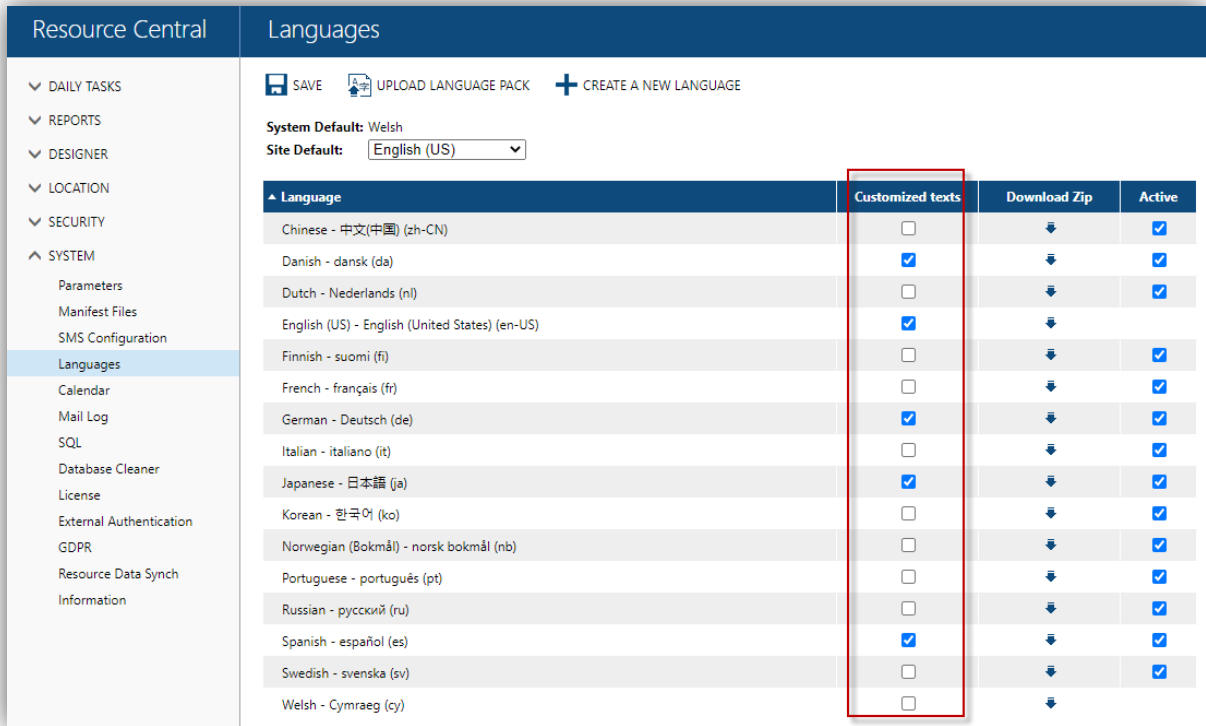 Resource Central
Languages
DAILY TASKS
REPORTS
DESIGNER
LOCATION
SECURITY
SYSTEM
Parameters
Manifest Files
SMS Configuration
Languages
Calendar
Mail Log
SQL
Database Cleaner
License
External Authentication
GDPR
Resource Data Synch
Information
SAVE UPLOAD LANGUAGE PACK CREATE A NEW LANGUAGE
System Default: Welsh
Site Default: English (US)
Language Customized texts Download Zip Active
Chinese - 中文(中国) (zh-CN)
Danish - dansk (da)
Dutch - Nederlands (nl)
English (US) - English (United States) (en-US)
Finnish - suomi (fi)
French - français (fr)
German - Deutsch (de)
Italian - italiano (it)
Japanese - 日本語 (ja)
Korean - 한국어 (ko)
Norwegian (Bokmål) - norsk bokmål (nb)
Portuguese - português (pt)
Russian - русский (ru)
Spanish - español (es)
Swedish - svenska (sv)
Welsh - Cymraeg (cy)